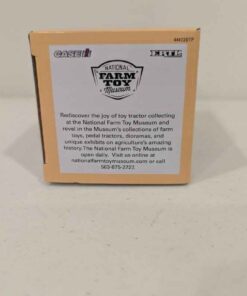 CASE IH ERTL
NATIONAL
FARM
TOY
Museum
Rediscover the joy of toy tractor collecting
at the National Farm Toy Museum and
revel in the Museum's collections of farm
toys, pedal tractors, dioramas, and
unique exhibits on agriculture's amazing
history.The National Farm Toy Museum is
open daily. Visit us online at
nationalfarmtoymuseum.com or call
563-875-2727.